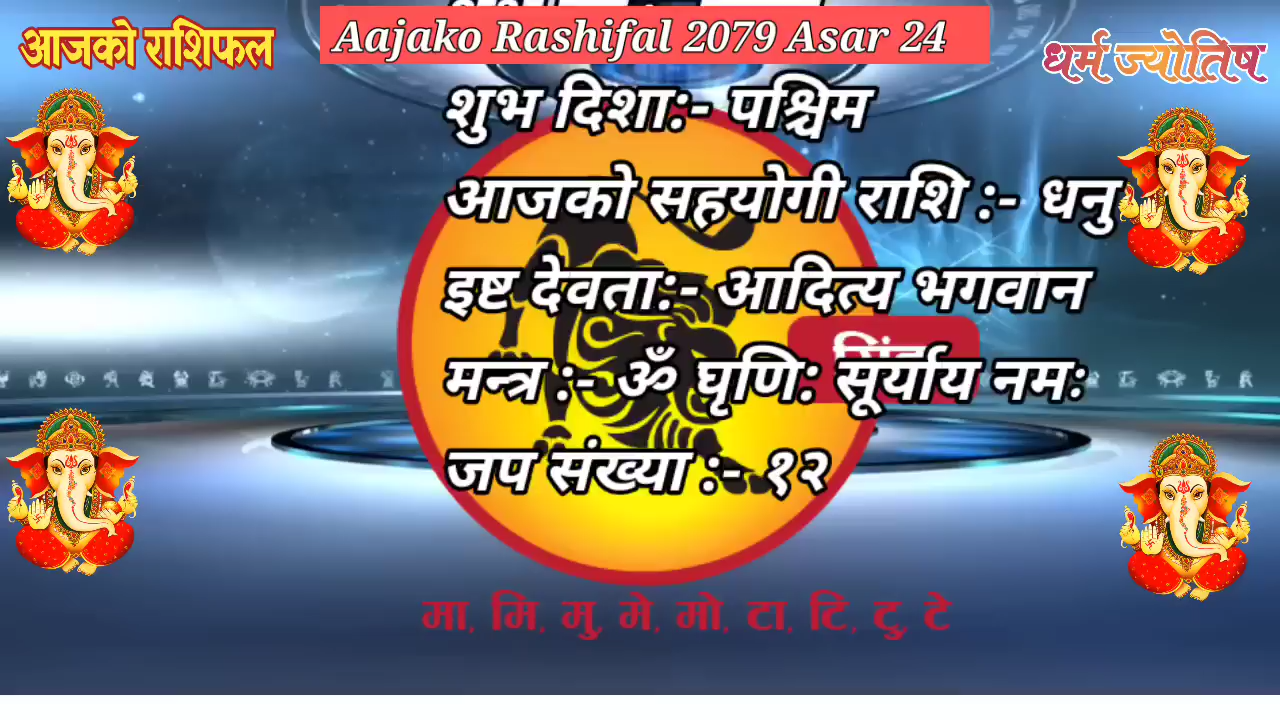 आजको राशिफल
Aajako Rashifal 2079 Asar 24
धर्म ज्योतिष
शुभ दिशा:- पश्चिम
आजको सहयोगी राशि :- धनु
इष्ट देवता:- आदित्य भगवान
मन्त्र :- ॐ घृणि: सूर्याय नमः
जप संख्या :- १२
मा, मि, मु, मे, मो, टा, टि, टु, टे